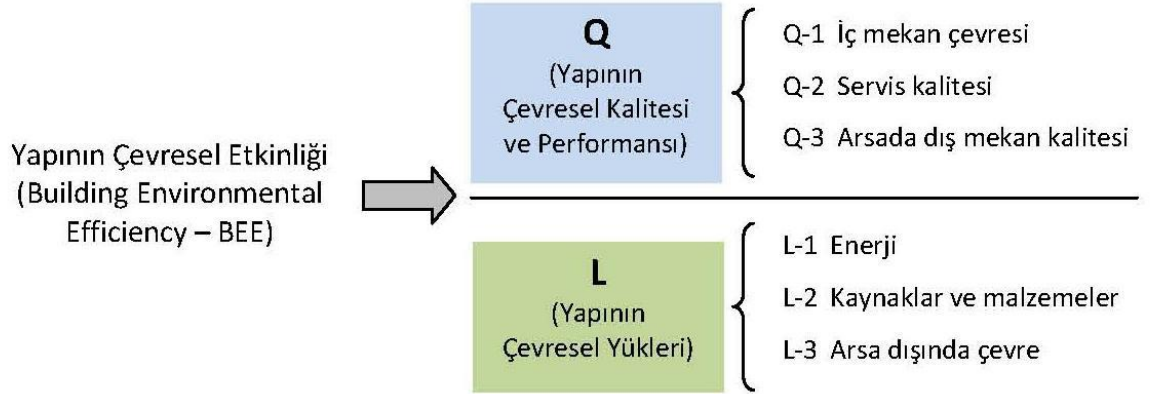 Yapının Çevresel Etkinliği
(Building Environmental
Efficiency – BEE)
Q
(Yapının
Çevresel Kalitesi
ve Performansı)
Q-1 İç mekan çevresi
Q-2 Servis kalitesi
Q-3 Arsada dış mekan kalitesi
L
(Yapının
Çevresel Yükleri)
L-1 Enerji
L-2 Kaynaklar ve malzemeler
L-3 Arsa dışında çevre